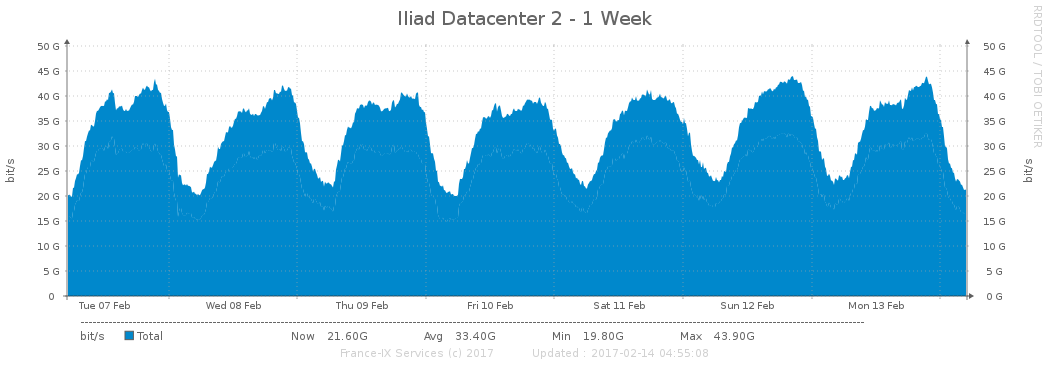 Iliad Datacenter 2 - 1 Week
RRDTOOL / TOBI OETIKER
50 G 50 G
45 G 45 G
40 G 40 G
35 G 35 G
30 G 30 G
25 G 25 G
20 G 20 G
15 G 15 G
10 G 10 G
5 G 5 G
0 0 G
bit/s bit/s
Tue 07 Feb Wed 08 Feb Thu 09 Feb Fri 10 Feb Sat 11 Feb Sun 12 Feb Mon 13 Feb
bit/s Total Now 21.60G Avg 33.40G Min 19.80G Max 43.90G
France-IX Services (c) 2017 Updated : 2017-02-14 04:55:08